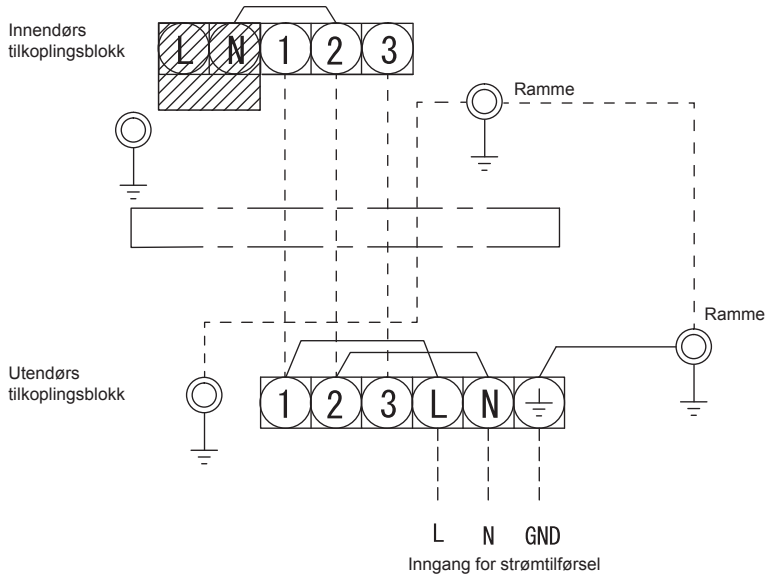 Innendørs
tilkoplingsblokk
L N 1 2 3
Ramme
Ramme
Utendørs
tilkoplingsblokk
1 2 3 L N
L N GND
Inngang for strømtilførsel